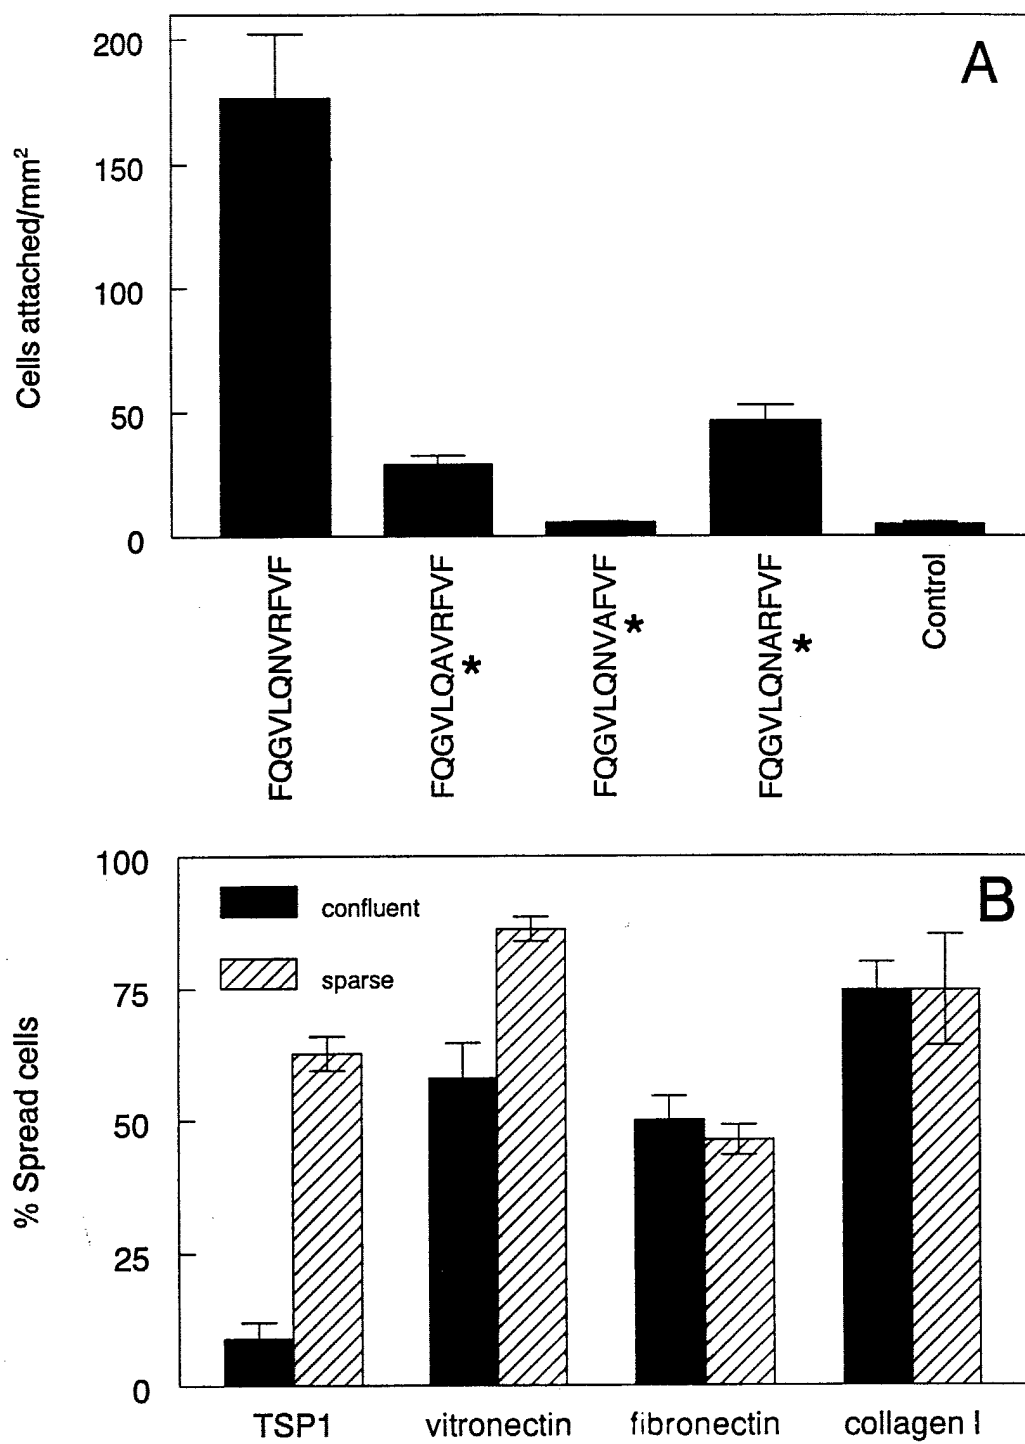 A
Cells attached/mm²
200
150
100
50
0
FQGVLQNVRFVF
FQGVLQAVRFVF
*
FQGVLQNVAFVF
*
FQGVLQNARFVF
*
Control
B
% Spread cells
100
75
50
25
0
confluent
sparse
TSP1
vitronectin
fibronectin
collagen I